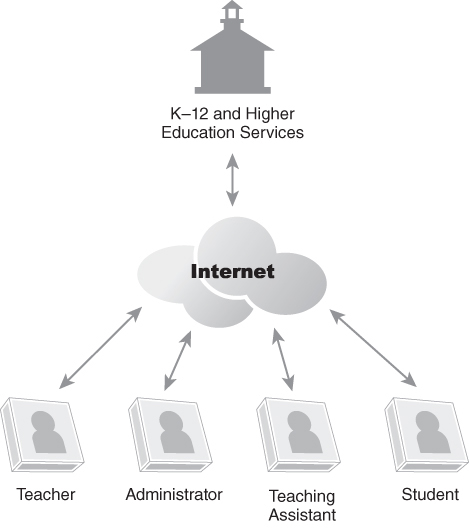 K–12 and Higher
Education Services
Internet
Teacher
Administrator
Teaching
Assistant
Student